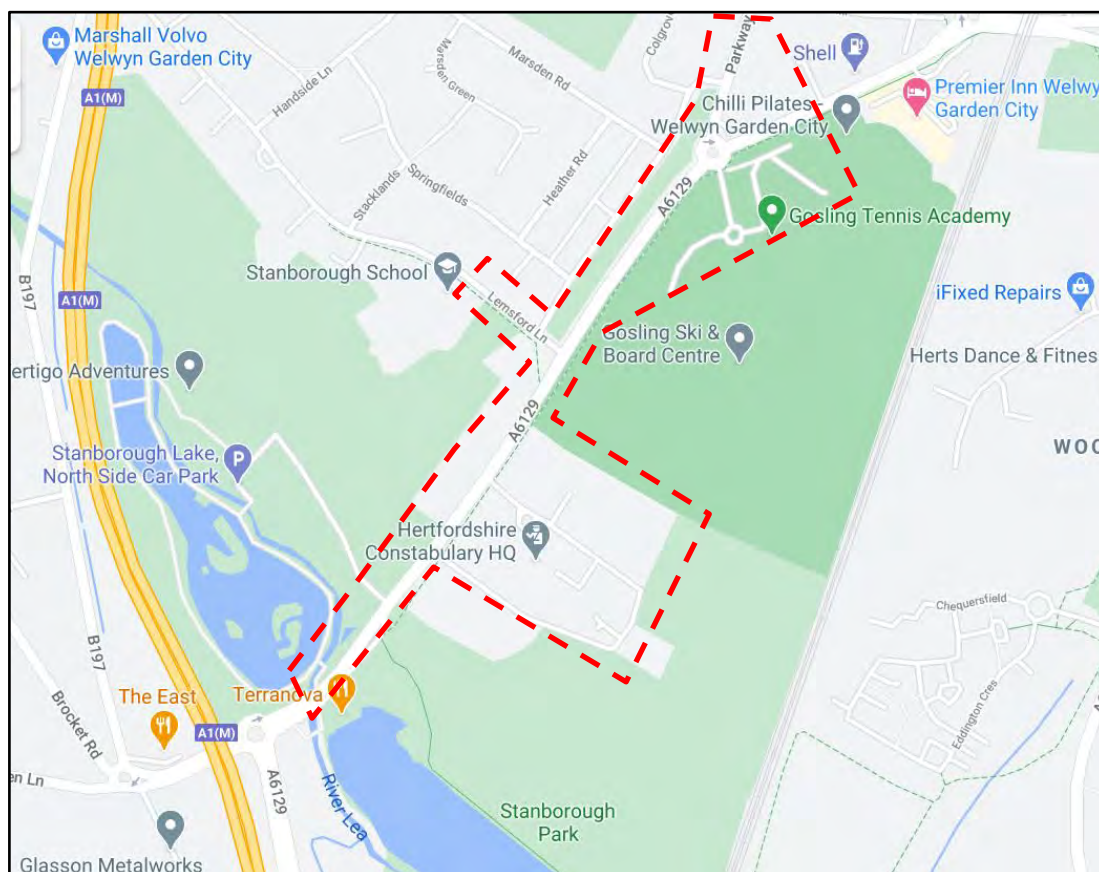 Marshall Volvo
Welwyn Garden City
A1(M)
Handside Ln
Marsden Green
Marsden Rd
Colgrove
Parkway
Shell
Premier Inn Welwy
Garden City
Chilli Pilates -
Welwyn Garden City
Stacklands
Springfields
Heather Rd
A6129
Gosling Tennis Academy
B197
Stanborough School
Lemsford Ln
A1(M)
iFixed Repairs
Gosling Ski &
Board Centre
Herts Dance & Fitnes
ertigo Adventures
A6129
WOO
Stanborough Lake,
North Side Car Park
Hertfordshire
Constabulary HQ
Chequersfield
B197
The East
Terranova
Brocket Rd
A1(M)
Eddington Cres
en Ln
A6129
River Lea
Stanborough
Park
Glasson Metalworks